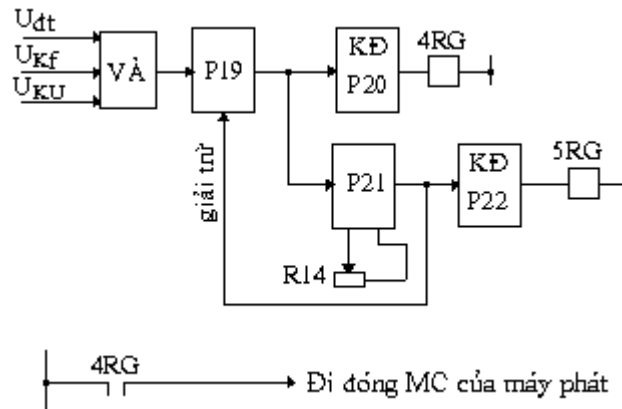 Uđt
UKf
UKU
VÀ
P19
KĐ
P20
4RG
giải trừ
P21
KĐ
P22
5RG
R14
4RG
Đi đóng MC của máy phát